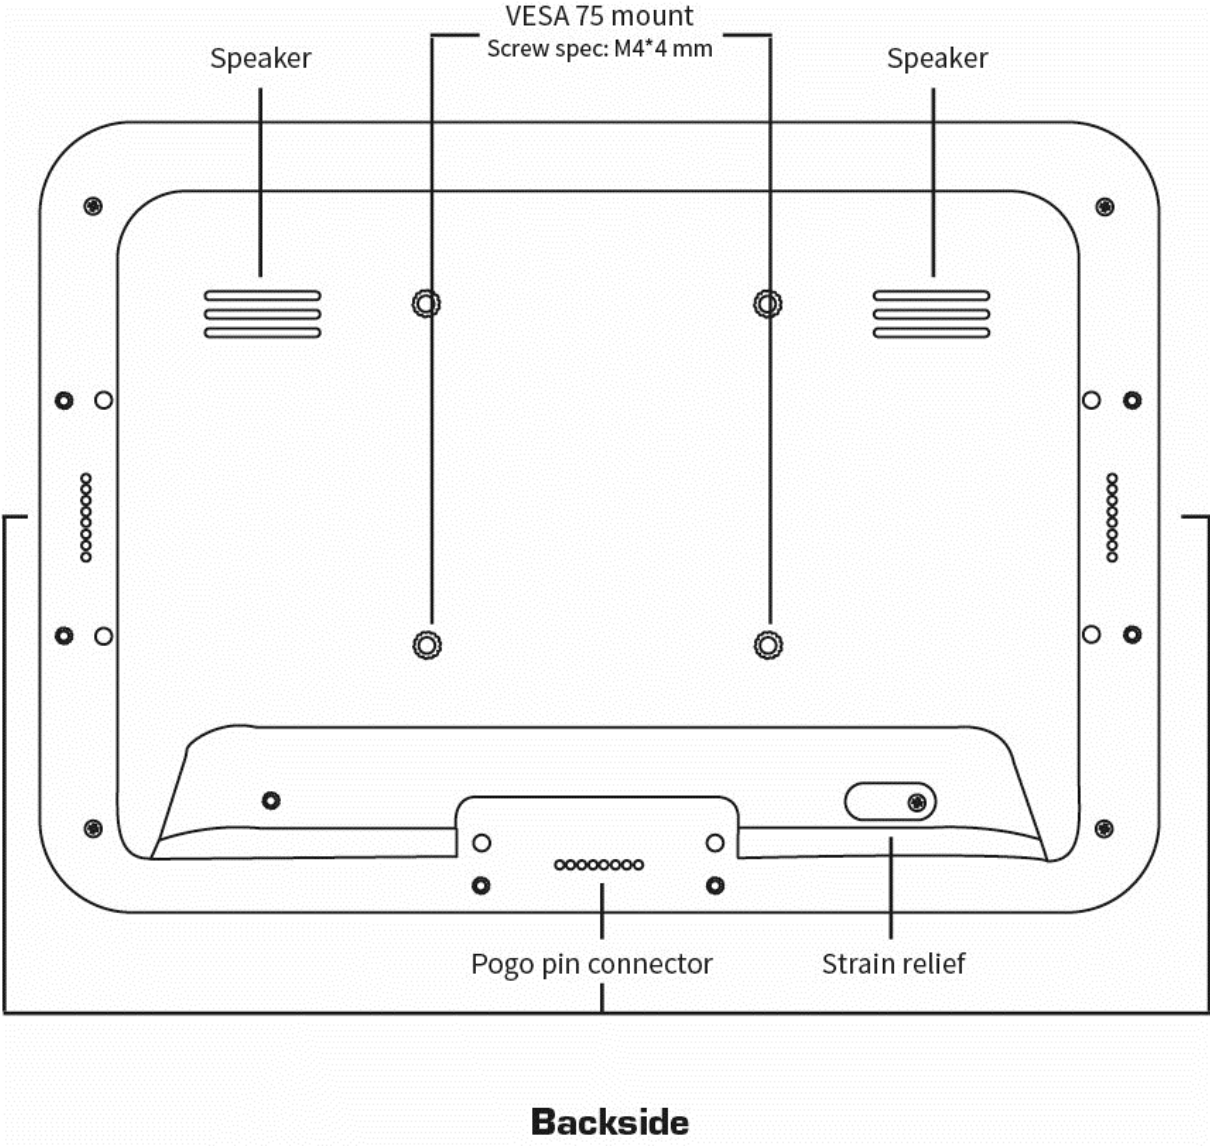 VESA 75 mount
Screw spec: M4*4 mm
Speaker
Speaker
Pogo pin connector
Strain relief
Backside